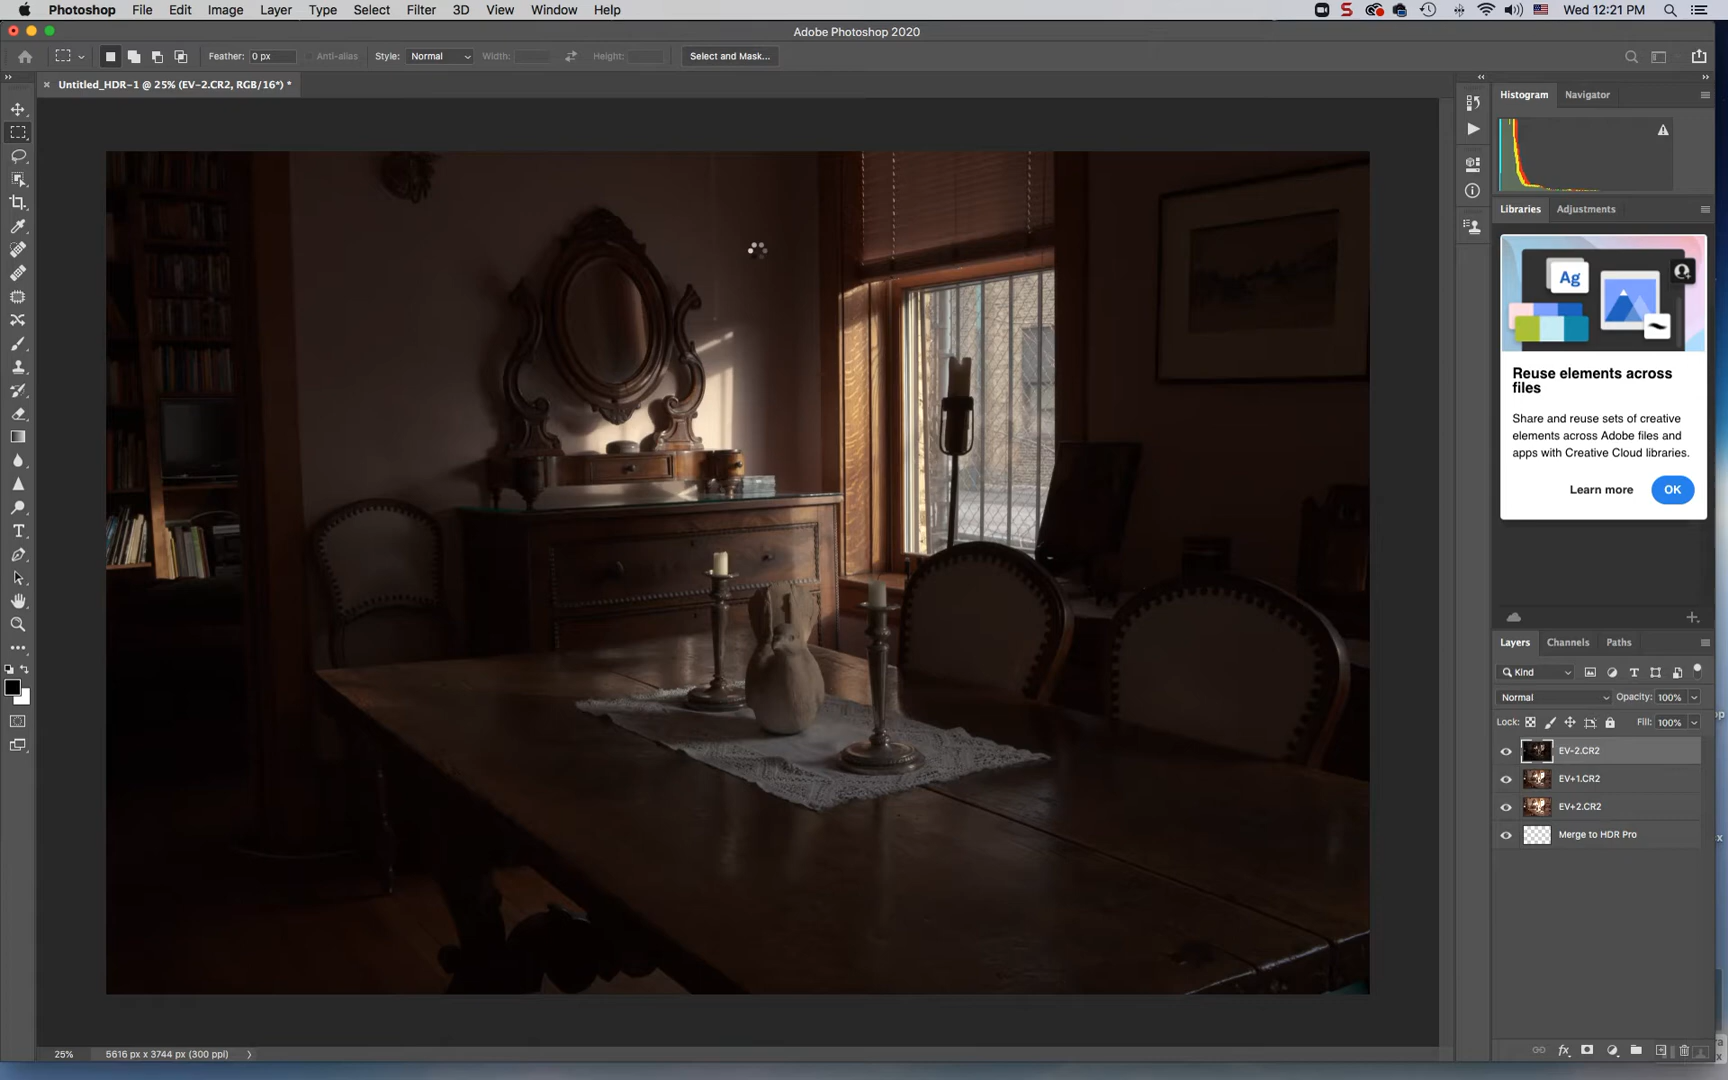 Photoshop File Edit Image Layer Type Select Filter 3D View Window Help Wed 12:21 PM
Adobe Photoshop 2020
Feather: 0 px Anti-alias Style: Normal Width: Height: Select and Mask...
Untitled_HDR-1 @ 25% (EV-2.CR2, RGB/16*) *
Histogram Navigator
Libraries Adjustments
Ag
Reuse elements across
files
Share and reuse sets of creative
elements across Adobe files and
apps with Creative Cloud libraries.
Learn more OK
Layers Channels Paths
Kind
Normal Opacity: 100%
Lock: Fill: 100%
EV-2.CR2
EV+1.CR2
EV+2.CR2
Merge to HDR Pro
fx
25% 5616 px x 3744 px (300 ppi)